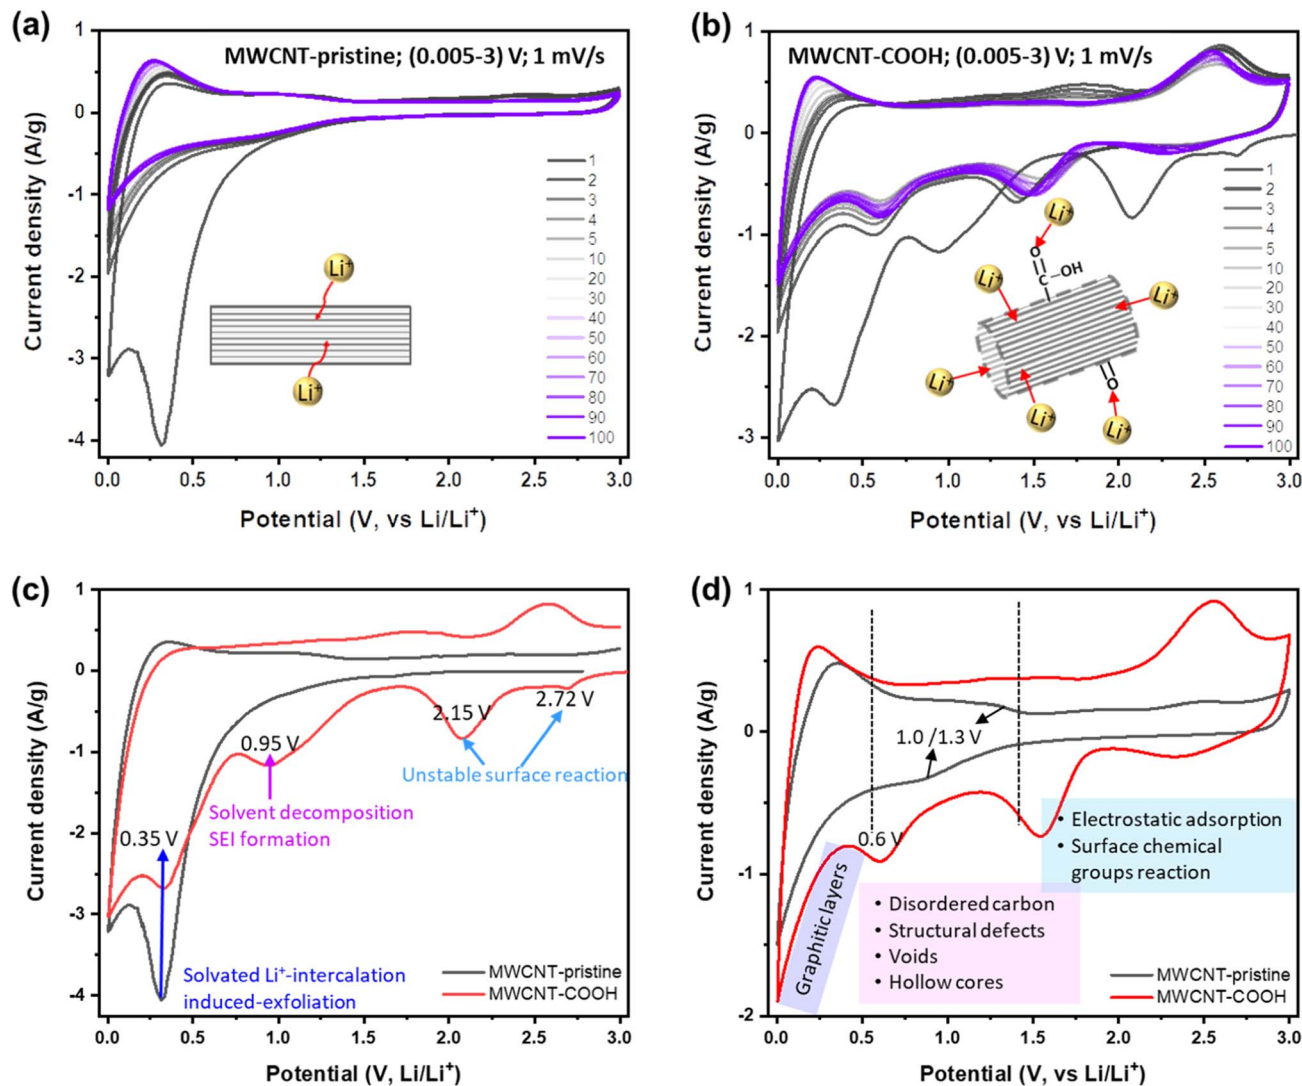 (a)
MWCNT-pristine; (0.005-3) V; 1 mV/s
1
0
-1
-2
-3
-4
Current density (A/g)
1
2
3
4
5
10
20
30
40
50
60
70
80
90
100
Li+
Li+
0.0 0.5 1.0 1.5 2.0 2.5 3.0
Potential (V, vs Li/Li+)
(b)
MWCNT-COOH; (0.005-3) V; 1 mV/s
1
0
-1
-2
-3
Current density (A/g)
1
2
3
4
5
10
20
30
40
50
60
70
80
90
100
Li+
O
C
OH
Li+
Li+
Li+
Li+
O
Li+
0.0 0.5 1.0 1.5 2.0 2.5 3.0
Potential (V, vs Li/Li+)
(c)
1
0
-1
-2
-3
-4
Current density (A/g)
2.72 V
2.15 V
0.95 V
Unstable surface reaction
Solvent decomposition
SEI formation
0.35 V
Solvated Li+-intercalation
induced-exfoliation
MWCNT-pristine
MWCNT-COOH
0.0 0.5 1.0 1.5 2.0 2.5 3.0
Potential (V, Li/Li+)
(d)
1
0
-1
-2
Current density (A/g)
1.0 /1.3 V
0.6 V
• Electrostatic adsorption
• Surface chemical
groups reaction
Graphitic layers
• Disordered carbon
• Structural defects
• Voids
• Hollow cores
MWCNT-pristine
MWCNT-COOH
0.0 0.5 1.0 1.5 2.0 2.5 3.0
Potential (V, vs Li/Li+)